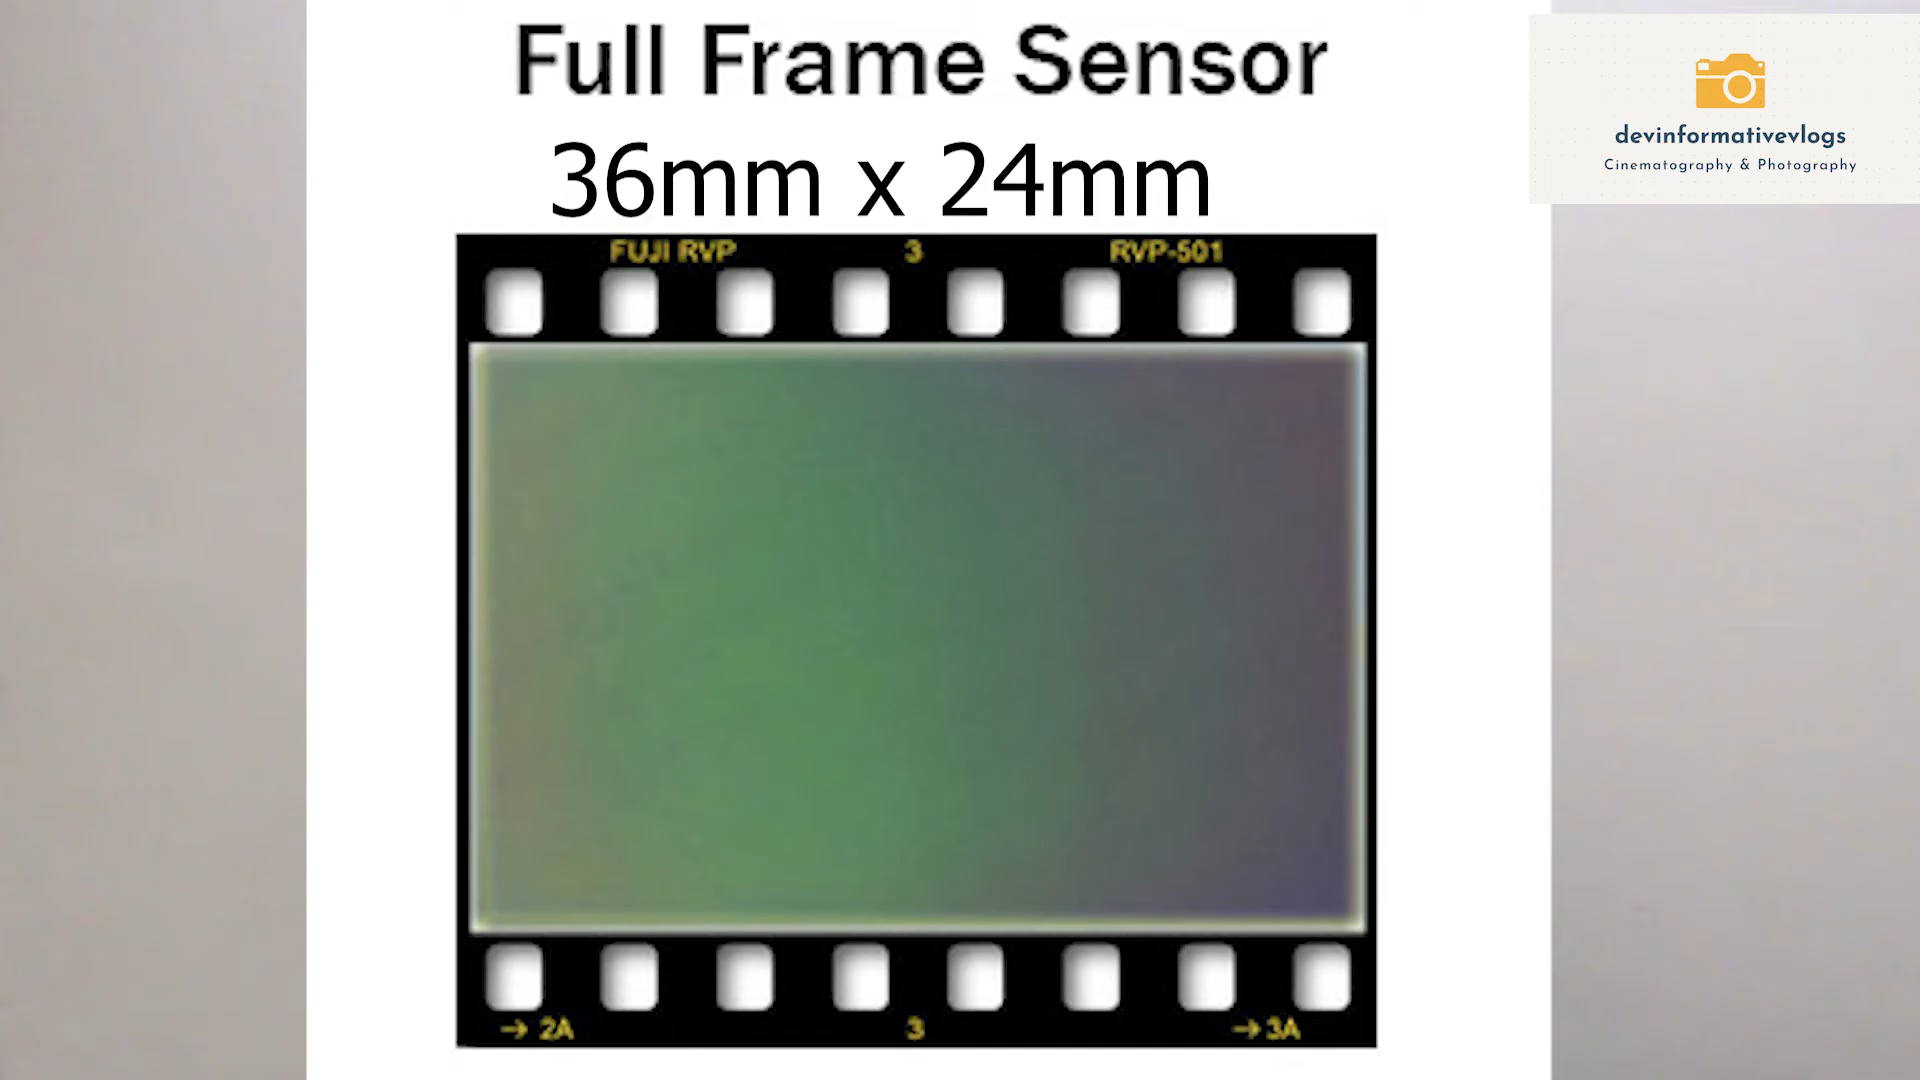 Full Frame Sensor
36mm x 24mm
devinformativevlogs
Cinematography & Photography
FUJI RVP 3 RVP-501
→ 2A 3 → 3A